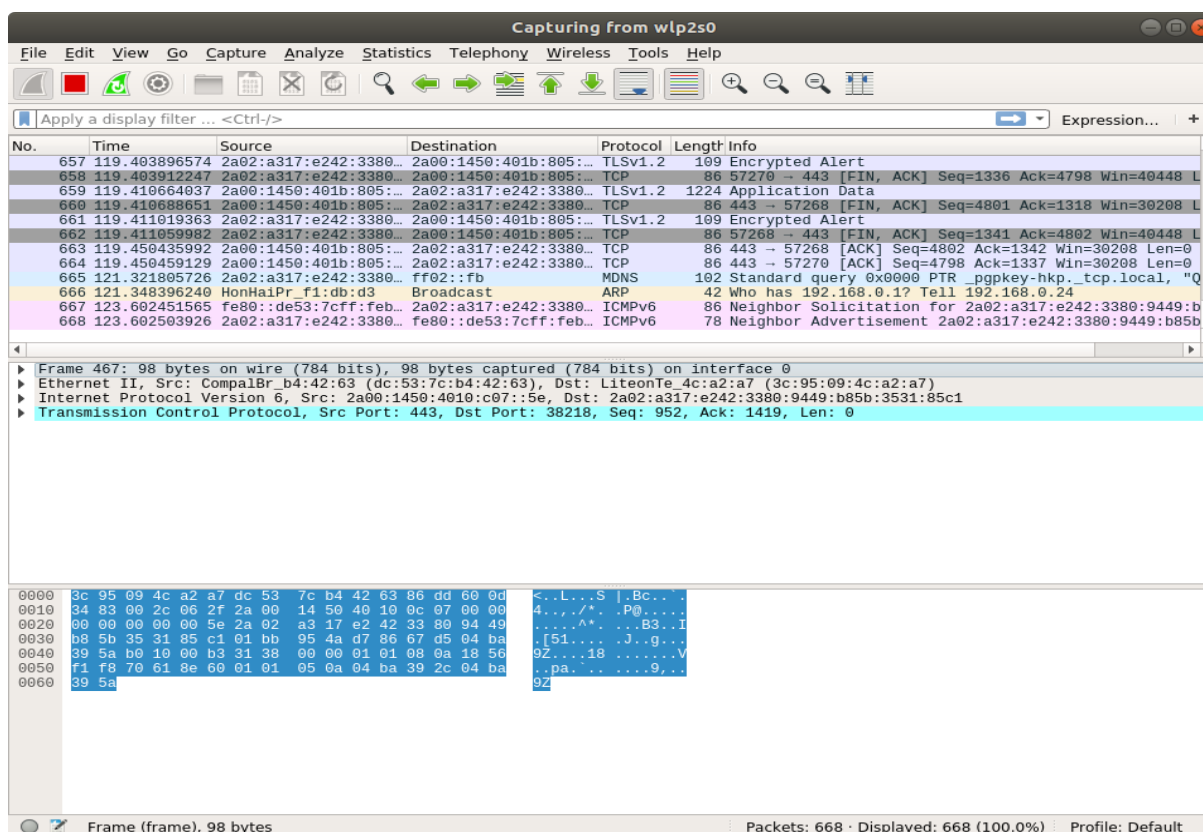 Capturing from wlp2s0
File Edit View Go Capture Analyze Statistics Telephony Wireless Tools Help
Apply a display filter ... <Ctrl-/> Expression... +
No. Time Source Destination Protocol Length Info
657 119.403896574 2a02:a317:e242:3380… 2a00:1450:401b:805:… TLSv1.2 109 Encrypted Alert
658 119.403912247 2a02:a317:e242:3380… 2a00:1450:401b:805:… TCP 86 57270 → 443 [FIN, ACK] Seq=1336 Ack=4798 Win=40448 L
659 119.410664037 2a00:1450:401b:805:… 2a02:a317:e242:3380… TLSv1.2 1224 Application Data
660 119.410688651 2a00:1450:401b:805:… 2a02:a317:e242:3380… TCP 86 443 → 57268 [FIN, ACK] Seq=4801 Ack=1318 Win=30208 L
661 119.411019363 2a02:a317:e242:3380… 2a00:1450:401b:805:… TLSv1.2 109 Encrypted Alert
662 119.411059982 2a02:a317:e242:3380… 2a00:1450:401b:805:… TCP 86 57268 → 443 [FIN, ACK] Seq=1341 Ack=4802 Win=40448 L
663 119.450435992 2a00:1450:401b:805:… 2a02:a317:e242:3380… TCP 86 443 → 57268 [ACK] Seq=4802 Ack=1342 Win=30208 Len=0
664 119.450459129 2a00:1450:401b:805:… 2a02:a317:e242:3380… TCP 86 443 → 57270 [ACK] Seq=4798 Ack=1337 Win=30208 Len=0
665 121.321805726 2a02:a317:e242:3380… ff02::fb MDNS 102 Standard query 0x0000 PTR _pgpkey-hkp._tcp.local, "Q
666 121.348396240 HonHaiPr_f1:db:d3 Broadcast ARP 42 Who has 192.168.0.1? Tell 192.168.0.24
667 123.602451565 fe80::de53:7cff:feb… 2a02:a317:e242:3380… ICMPv6 86 Neighbor Solicitation for 2a02:a317:e242:3380:9449:b
668 123.602503926 2a02:a317:e242:3380… fe80::de53:7cff:feb… ICMPv6 78 Neighbor Advertisement 2a02:a317:e242:3380:9449:b85b
Frame 467: 98 bytes on wire (784 bits), 98 bytes captured (784 bits) on interface 0
Ethernet II, Src: CompalBr_b4:42:63 (dc:53:7c:b4:42:63), Dst: LiteonTe_4c:a2:a7 (3c:95:09:4c:a2:a7)
Internet Protocol Version 6, Src: 2a00:1450:4010:c07::5e, Dst: 2a02:a317:e242:3380:9449:b85b:3531:85c1
Transmission Control Protocol, Src Port: 443, Dst Port: 38218, Seq: 952, Ack: 1419, Len: 0
0000 3c 95 09 4c a2 a7 dc 53 7c b4 42 63 86 dd 60 0d <..L...S |.Bc..`.
0010 34 83 00 2c 06 2f 2a 00 14 50 40 10 0c 07 00 00 4..,./*. .P@.....
0020 00 00 00 00 00 5e 2a 02 a3 17 e2 42 33 80 94 49 .....^*. ...B3..I
0030 b8 5b 35 31 85 c1 01 bb 95 4a d7 86 67 d5 04 ba .[51.... .J..g...
0040 39 5a b0 10 00 b3 31 38 00 00 01 01 08 0a 18 56 9Z....18 .......V
0050 f1 f8 70 61 8e 60 01 01 05 0a 04 ba 39 2c 04 ba ..pa.`.. ....9,..
0060 39 5a 9Z
Frame (frame), 98 bytes Packets: 668 · Displayed: 668 (100.0%) Profile: Default